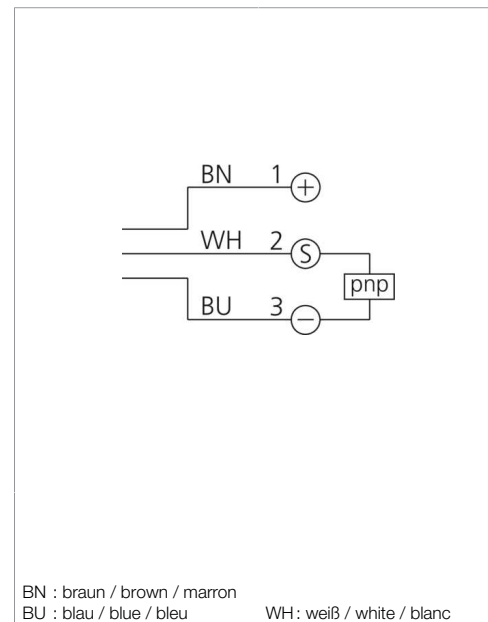 BN 1 +
WH 2 S
pnp
BU 3 −
BN : braun / brown / marron
BU : blau / blue / bleu WH : weiß / white / blanc